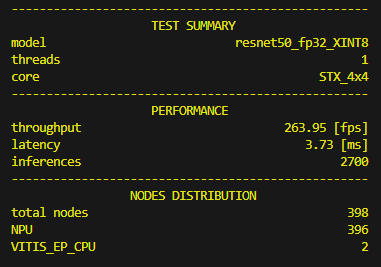 --------------------------------------------------
TEST SUMMARY
model resnet50_fp32_XINT8
threads 1
core STX_4x4
--------------------------------------------------
PERFORMANCE
throughput 263.95 [fps]
latency 3.73 [ms]
inferences 2700
--------------------------------------------------
NODES DISTRIBUTION
total nodes 398
NPU 396
VITIS_EP_CPU 2